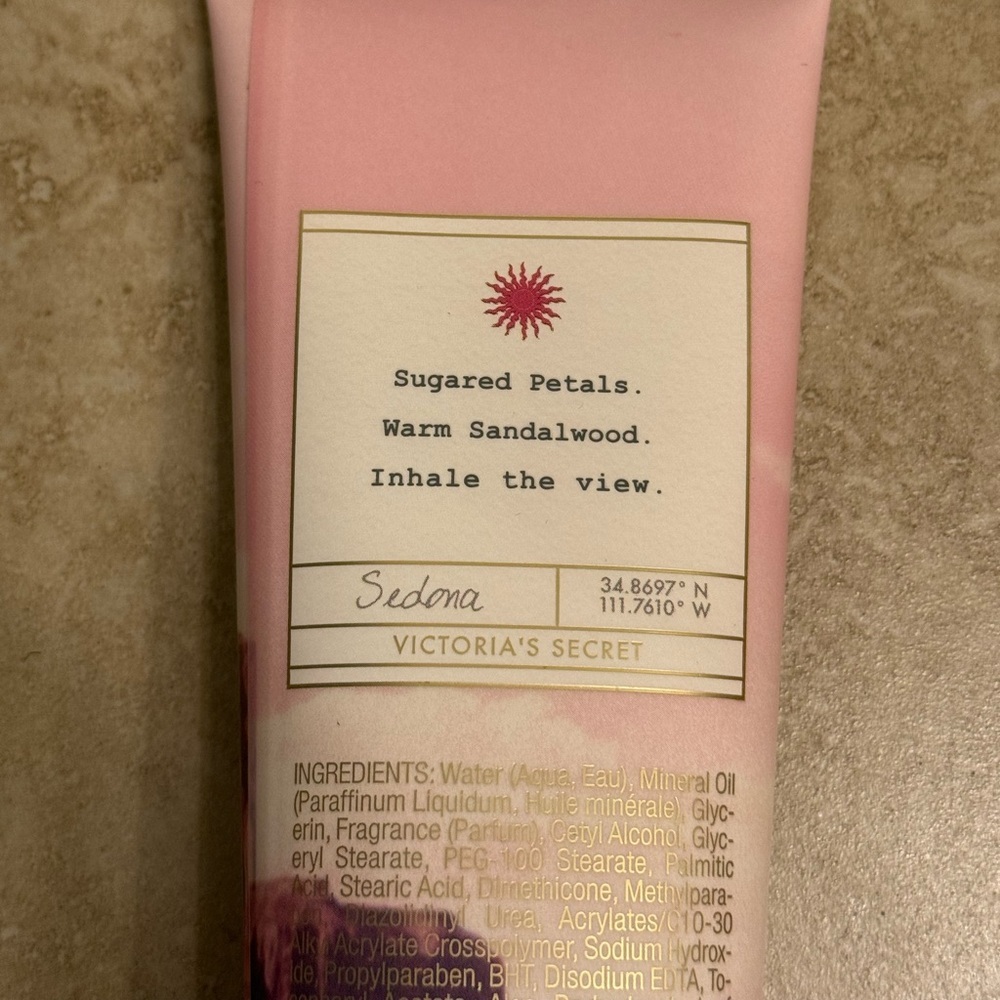 Sugared Petals.
Warm Sandalwood.
Inhale the view.
Sedona
34.8697° N
111.7610° W
VICTORIA'S SECRET
INGREDIENTS: Water (Aqua, Eau), Mineral Oil
(Paraffinum Liquidum, Huile minérale), Glyc-
erin, Fragrance (Parfum), Cetyl Alcohol, Glyc-
eryl Stearate, PEG-100 Stearate, Palmitic
Acid, Stearic Acid, Dimethicone, Methylpara-
Diazolidinyl Urea, Acrylates/C10-30
Alkyl Acrylate Crosspolymer, Sodium Hydrox-
ide, Propylparaben, BHT, Disodium EDTA, To-